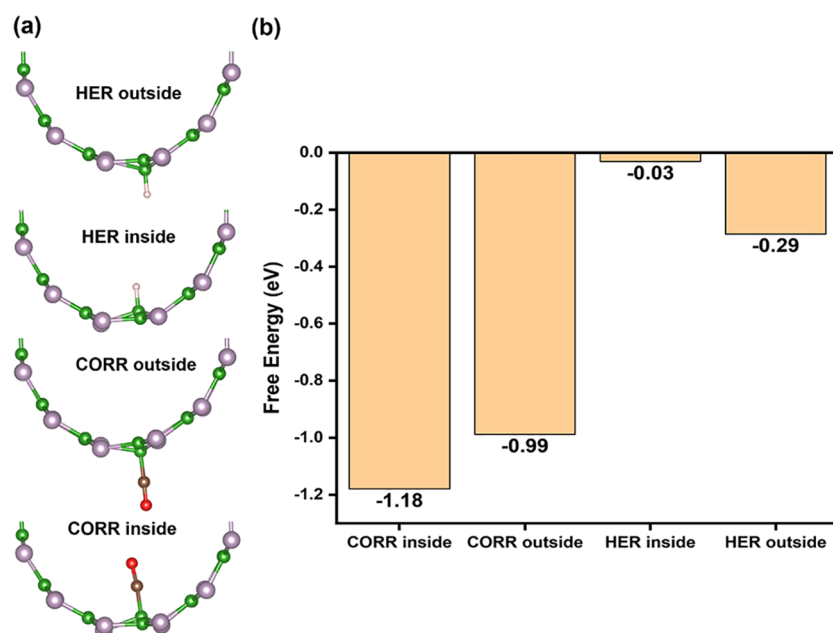 (a)
HER outside
HER inside
CORR outside
CORR inside
(b)
Free Energy (eV)
0.0
-0.2
-0.4
-0.6
-0.8
-1.0
-1.2
-1.18
-0.99
-0.03
-0.29
CORR inside
CORR outside
HER inside
HER outside